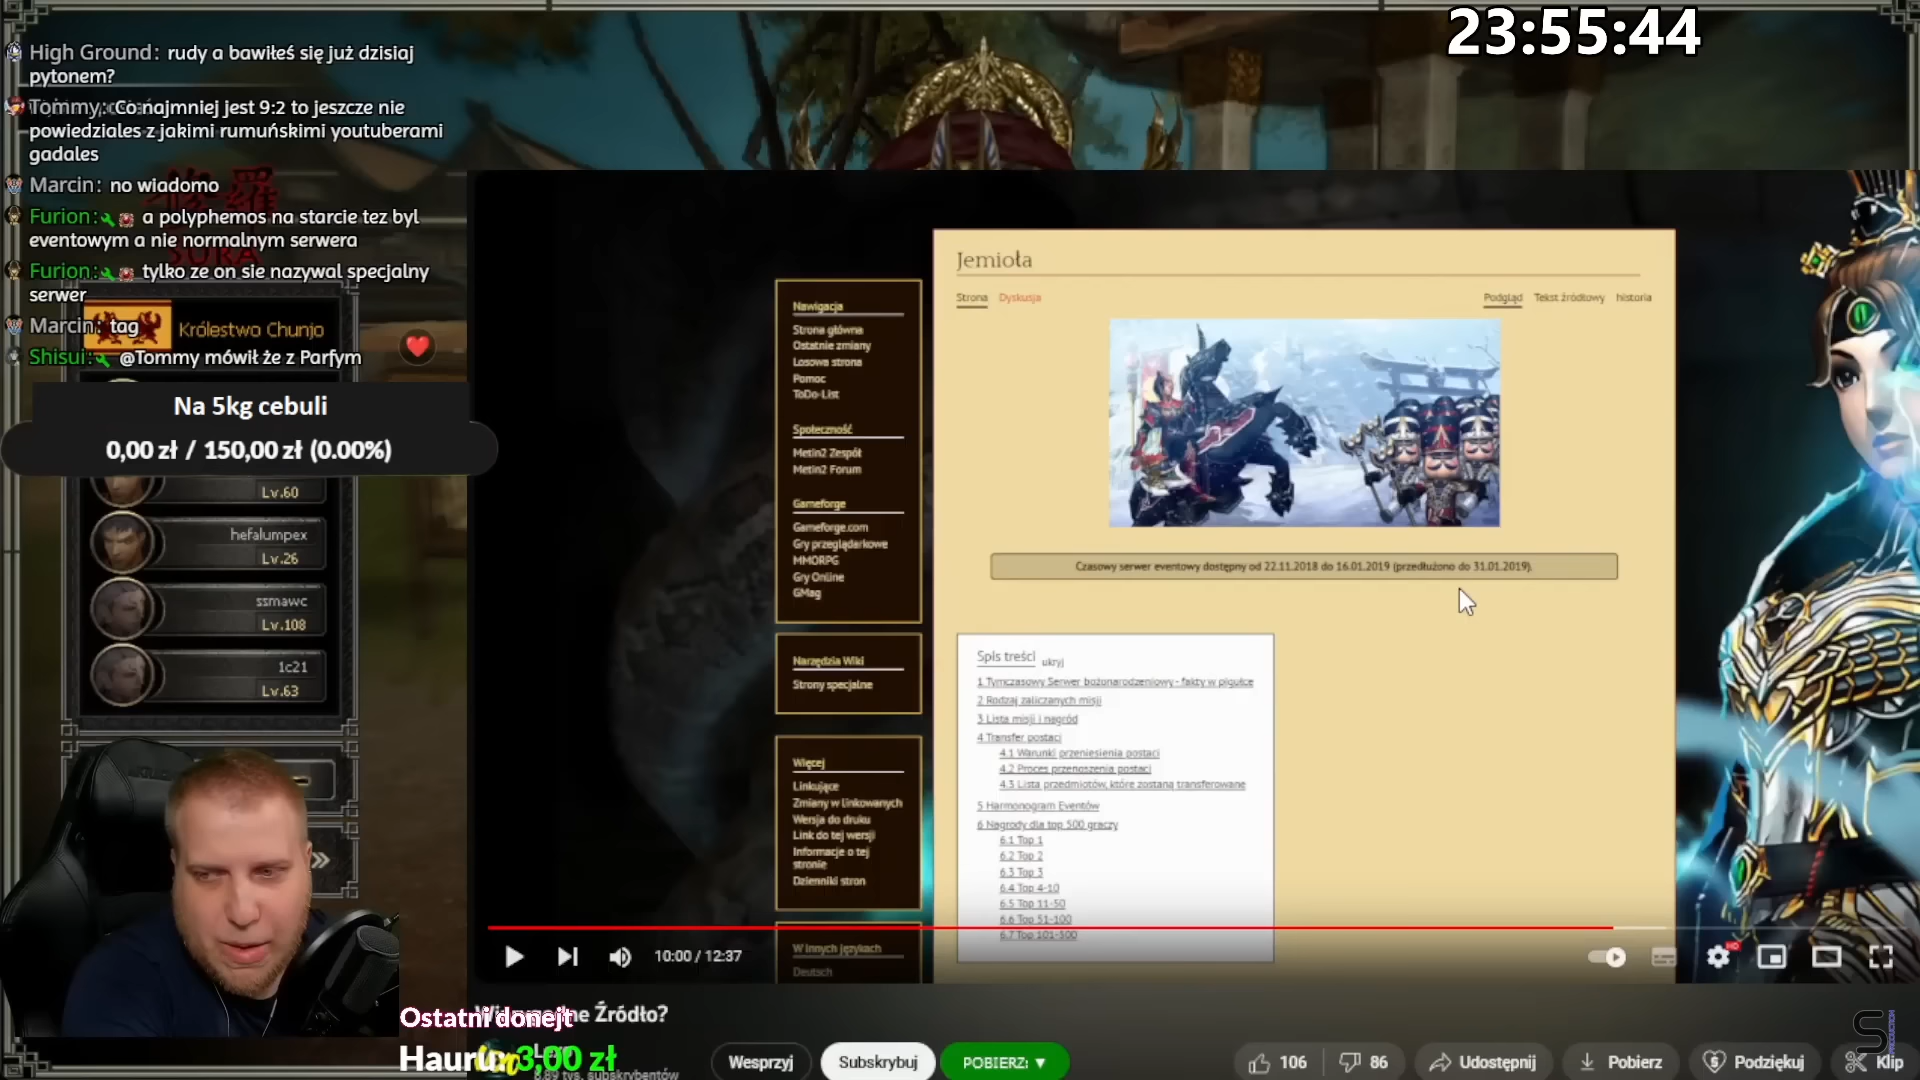 23:55:44
High Ground: rudy a bawiłeś się już dzisiaj
pytonem?
Tommy: Co najmniej jest 9:2 to jeszcze nie
powiedziales z jakimi rumuńskimi youtuberami
gadales
Marcin: no wiadomo
Furion: a polyphemos na starcie tez byl
eventowym a nie normalnym serwera
Furion: tylko ze on sie nazywal specjalny
serwer
Marcin: tag
Shisui: @Tommy mówił że z Parfym
Królestwo Chunjo
Na 5kg cebuli
0,00 zł / 150,00 zł (0.00%)
Lv.60
hefalumpex
Lv.26
ssmawc
Lv.108
1c21
Lv.63
Nawigacja
Strona główna
Ostatnie zmiany
Losowa strona
Pomoc
ToDo-List
Społeczność
Metin2 Zespół
Metin2 Forum
Gameforge
Gameforge.com
Gry przeglądarkowe
MMORPG
Gry Online
GMag
Narzędzia Wiki
Strony specjalne
Więcej
Linkujące
Zmiany w linkowanych
Wersja do druku
Link do tej wersji
Informacje o tej
stronie
Dzienniki stron
W innych językach
Deutsch
Jemioła
Strona Dyskusja
Podgląd Tekst źródłowy historia
Czasowy serwer eventowy dostępny od 22.11.2018 do 16.01.2019 (przedłużono do 31.01.2019).
Spis treści ukryj
1 Tymczasowy Serwer bożonarodzeniowy - fakty w pigułce
2 Rodzaj zaliczanych misji
3 Lista misji i nagród
4 Transfer postaci
4.1 Warunki przeniesienia postaci
4.2 Proces przenoszenia postaci
4.3 Lista przedmiotów, które zostaną transferowane
5 Harmonogram Eventów
6 Nagrody dla top 500 graczy
6.1 Top 1
6.2 Top 2
6.3 Top 3
6.4 Top 4-10
6.5 Top 11-50
6.6 Top 51-100
6.7 Top 101-500
10:00 / 12:37
HD
Źródło?
Ostatni donejt
3,00 zł
8,89 tys. subskrybentów
Wesprzyj
Subskrybuj
POBIERZ: ▼
106
86
Udostępnij
Pobierz
Podziękuj
Klip
PRODUCTION